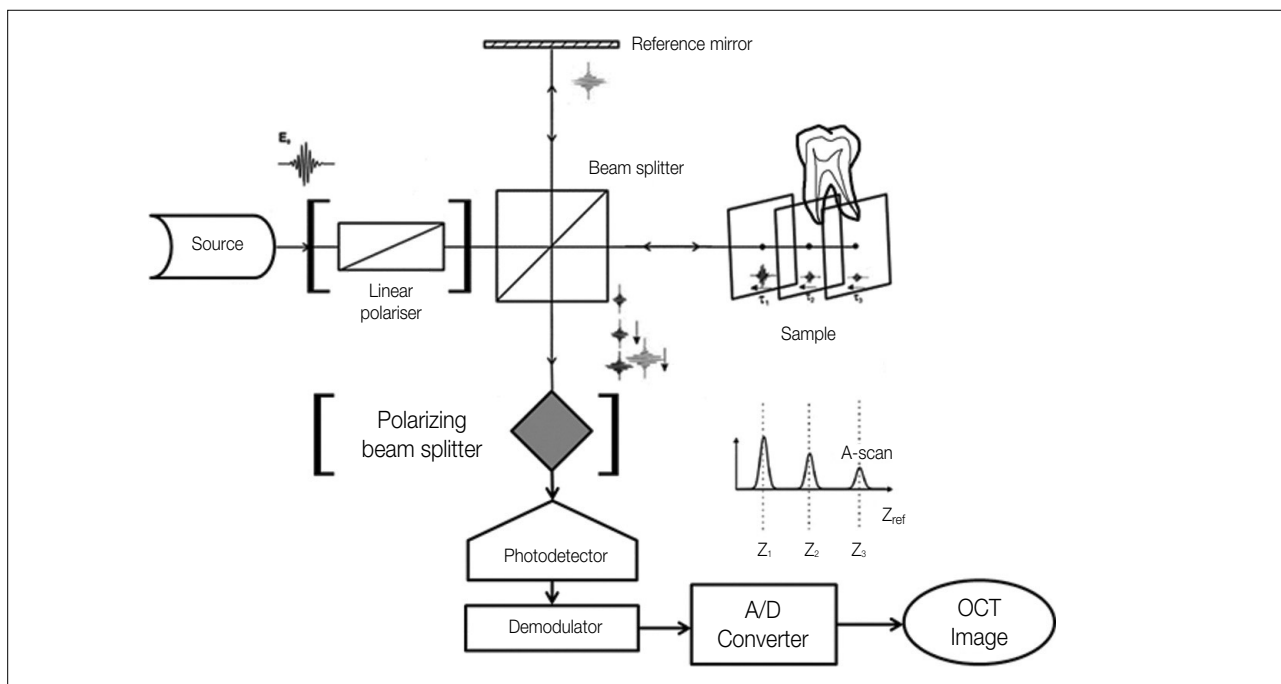 Reference mirror
E₀
Beam splitter
Source
Linear
polariser
τ₁ τ₂ τ₃
Sample
Polarizing
beam splitter
A-scan
Z_ref
Z₁ Z₂ Z₃
Photodetector
Demodulator
A/D
Converter
OCT
Image